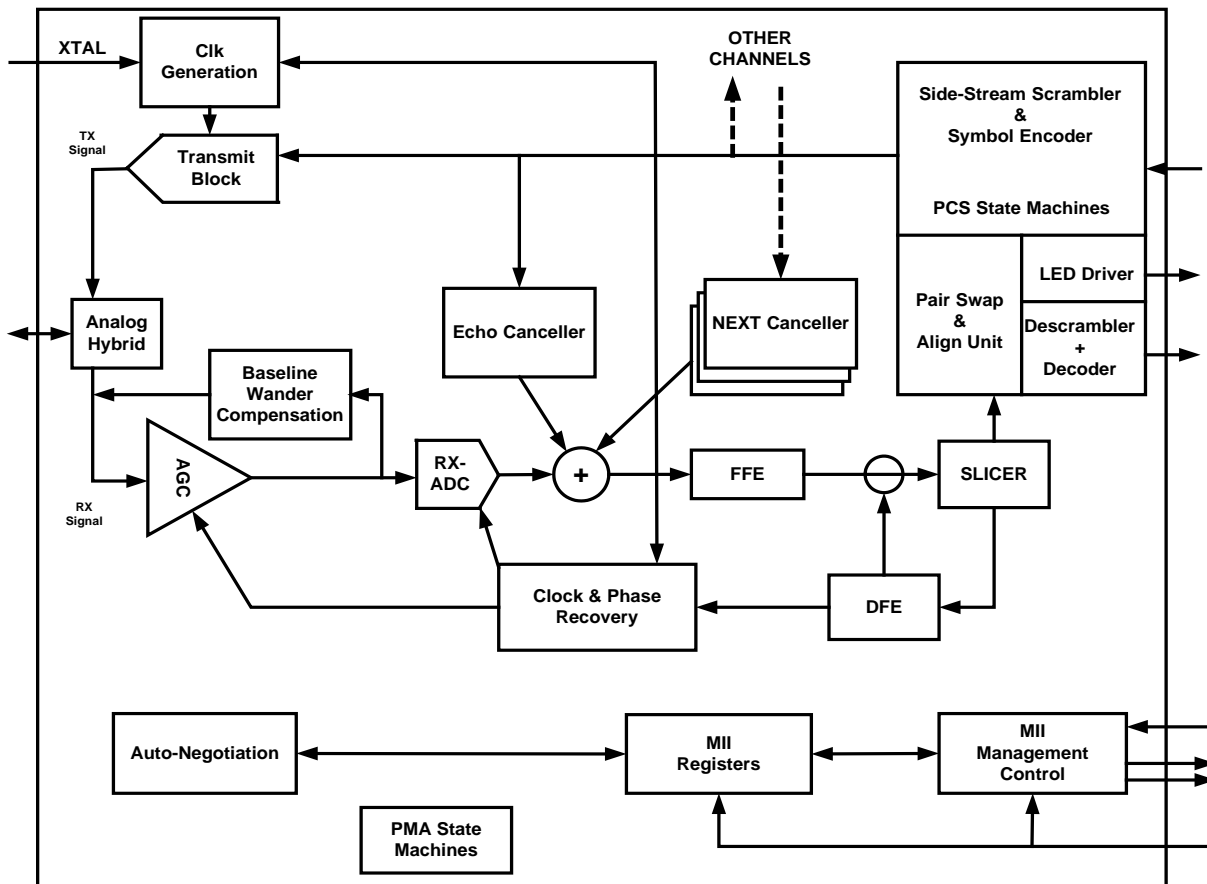 XTAL
Clk
Generation
OTHER
CHANNELS
Side-Stream Scrambler
&
Symbol Encoder
PCS State Machines
TX
Signal
Transmit
Block
Pair Swap
&
Align Unit
LED Driver
Descrambler
+
Decoder
Analog
Hybrid
Echo Canceller
NEXT Canceller
Baseline
Wander
Compensation
AGC
RX
Signal
RX-
ADC
+
FFE
SLICER
Clock & Phase
Recovery
DFE
Auto-Negotiation
MII
Registers
MII
Management
Control
PMA State
Machines